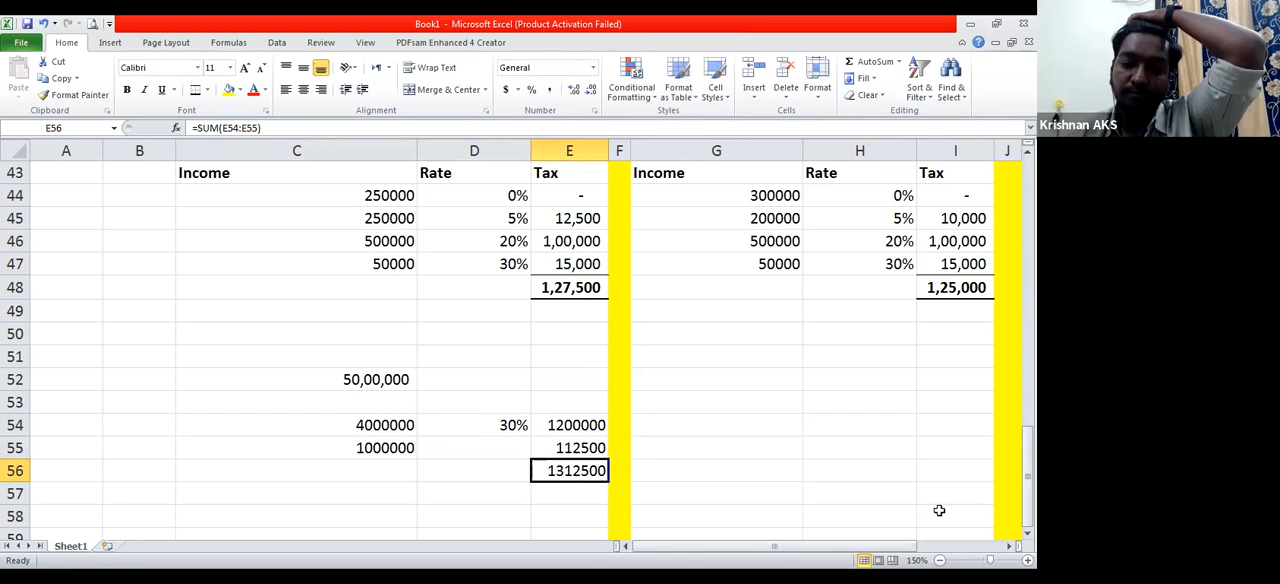 Book1 - Microsoft Excel (Product Activation Failed)
File Home Insert Page Layout Formulas Data Review View PDFsam Enhanced 4 Creator
Cut
Copy
Format Painter
Paste
Clipboard
Calibri 11
B I U
Font
Wrap Text
Merge & Center
Alignment
General
$ % ,
Number
Conditional Formatting
Format as Table
Cell Styles
Styles
Insert Delete Format
Cells
AutoSum
Fill
Clear
Sort & Filter
Find & Select
Editing
Krishnan AKS
E56 fx =SUM(E54:E55)
A B C D E F G H I J
43 Income Rate Tax Income Rate Tax
44 250000 0% - 300000 0% -
45 250000 5% 12,500 200000 5% 10,000
46 500000 20% 1,00,000 500000 20% 1,00,000
47 50000 30% 15,000 50000 30% 15,000
48 1,27,500 1,25,000
49
50
51
52 50,00,000
53
54 4000000 30% 1200000
55 1000000 112500
56 1312500
57
58
59
Sheet1
Ready 150%